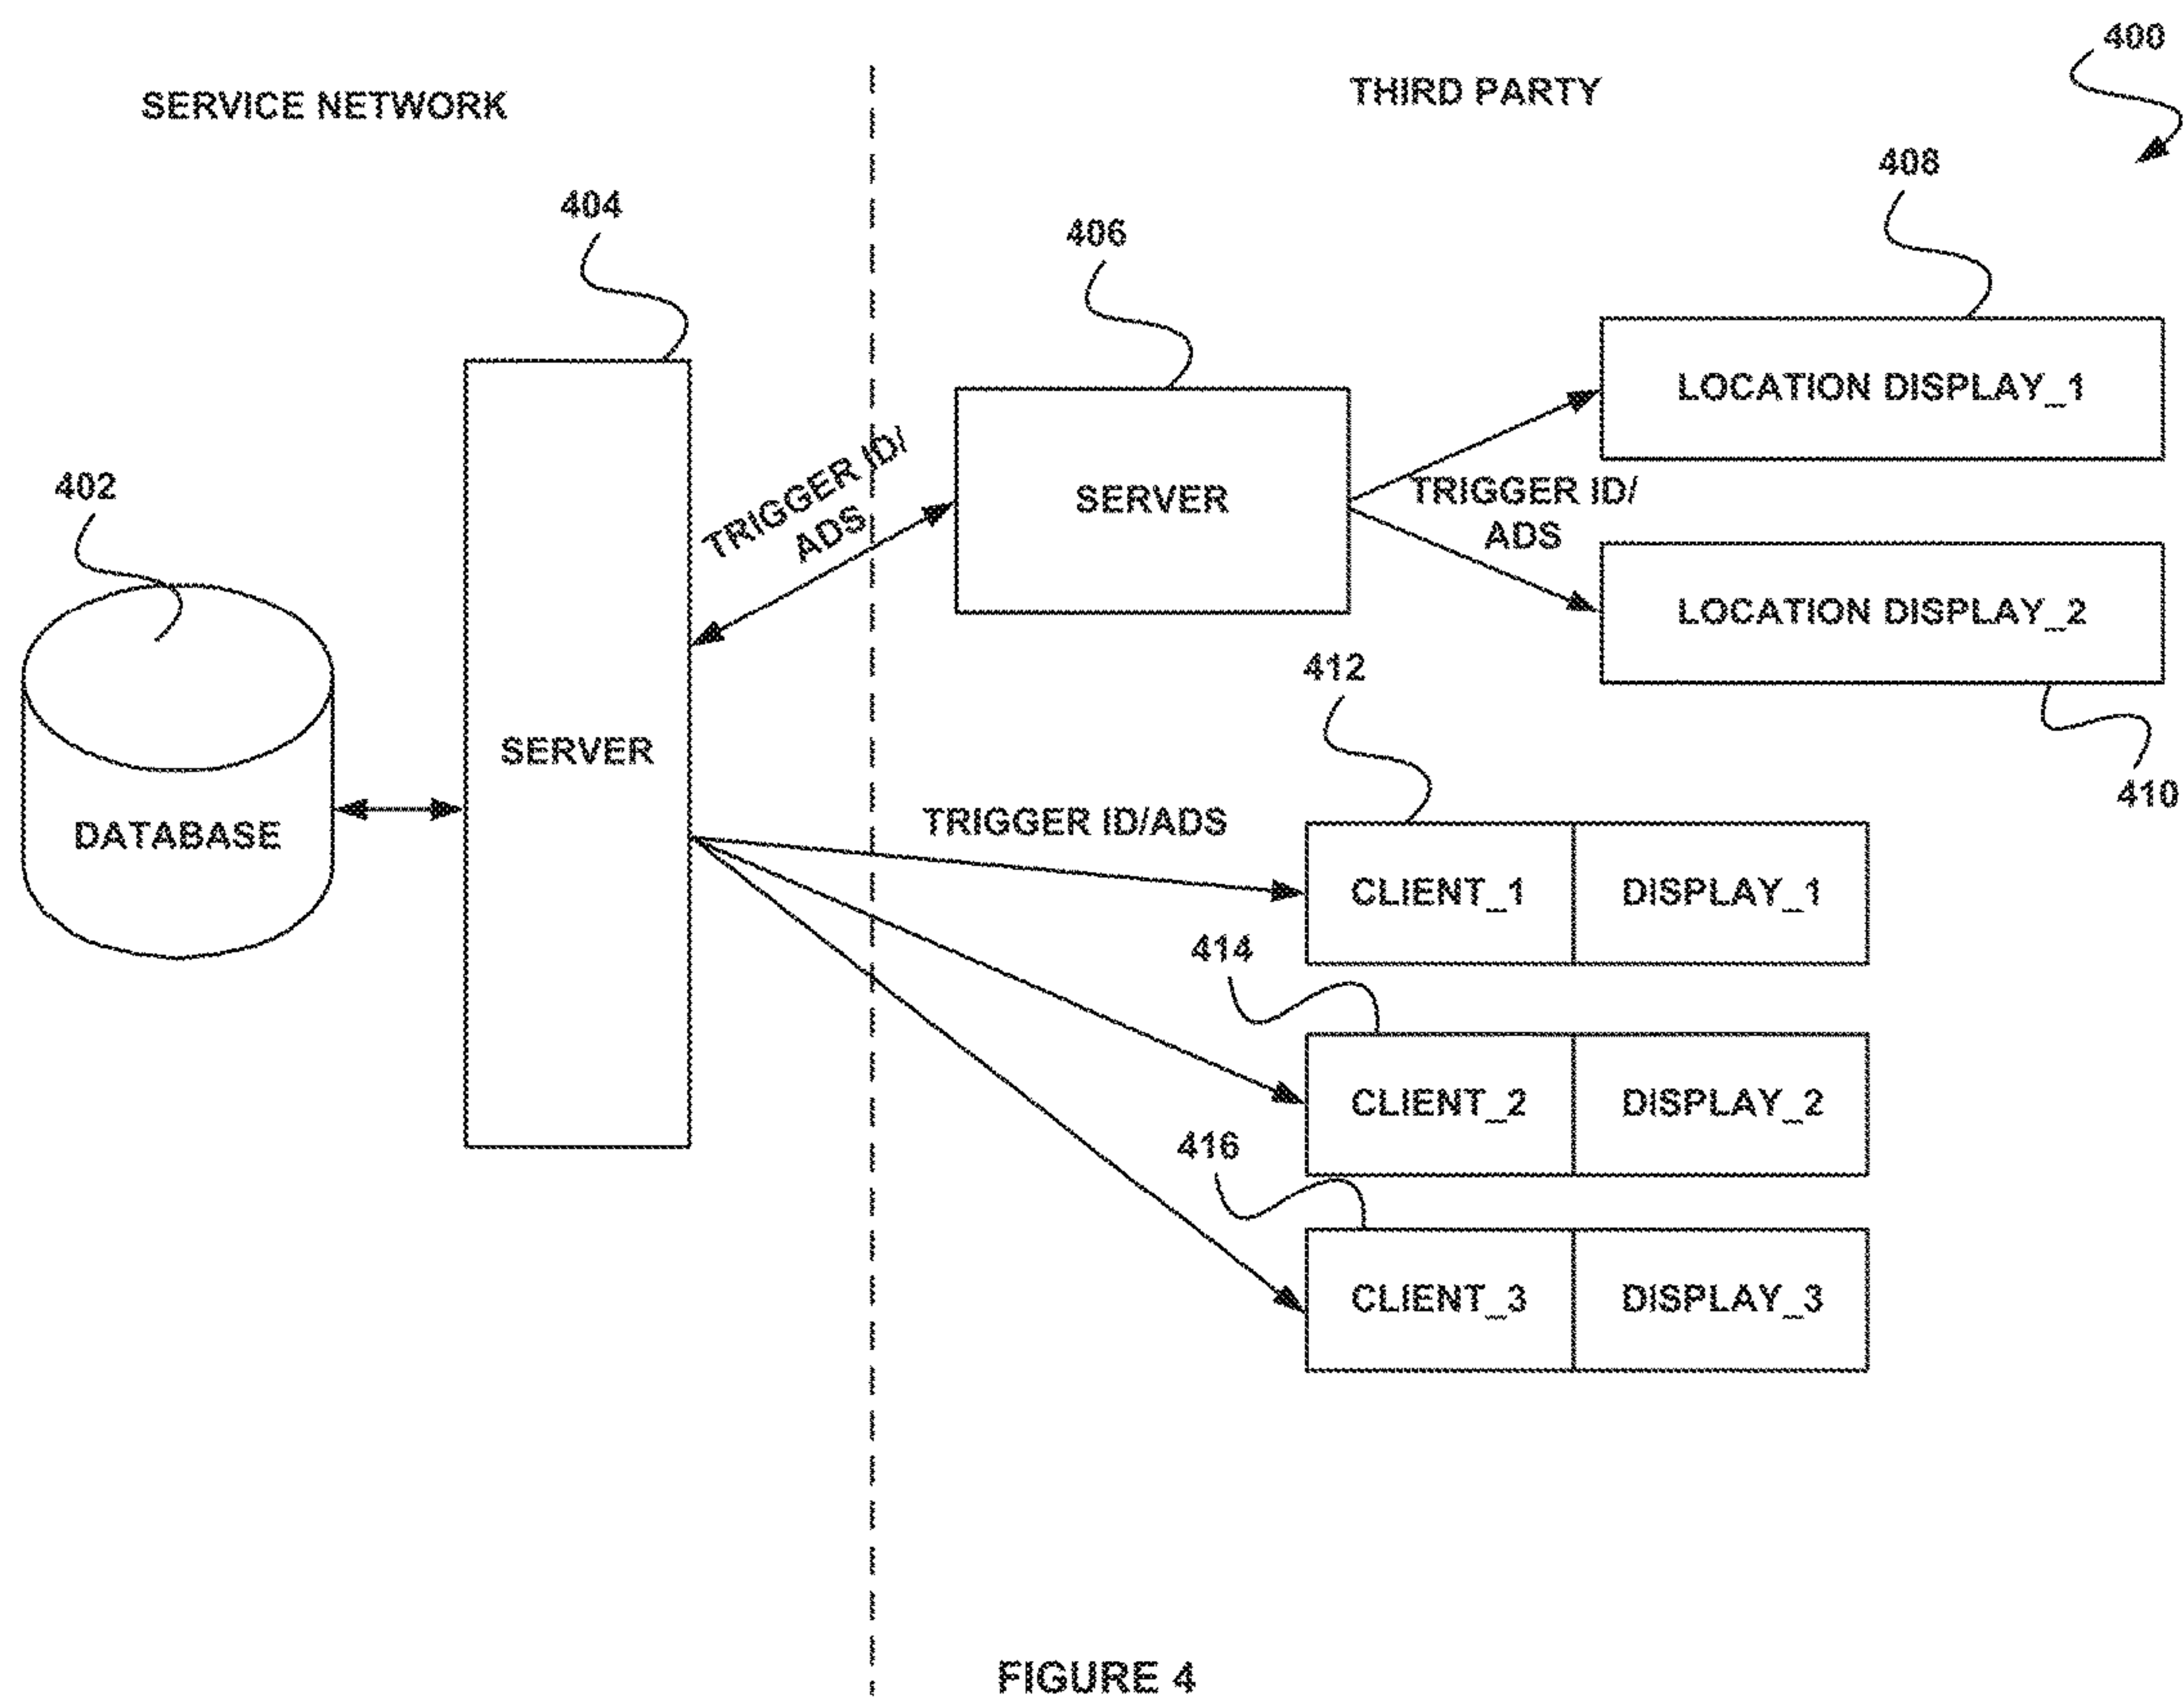 400
SERVICE NETWORK
THIRD PARTY
408
404
406
LOCATION DISPLAY_1
402
TRIGGER ID/
ADS
SERVER
TRIGGER ID/
ADS
LOCATION DISPLAY_2
412
SERVER
410
DATABASE
TRIGGER ID/ADS
CLIENT_1
DISPLAY_1
414
CLIENT_2
DISPLAY_2
416
CLIENT_3
DISPLAY_3
FIGURE 4